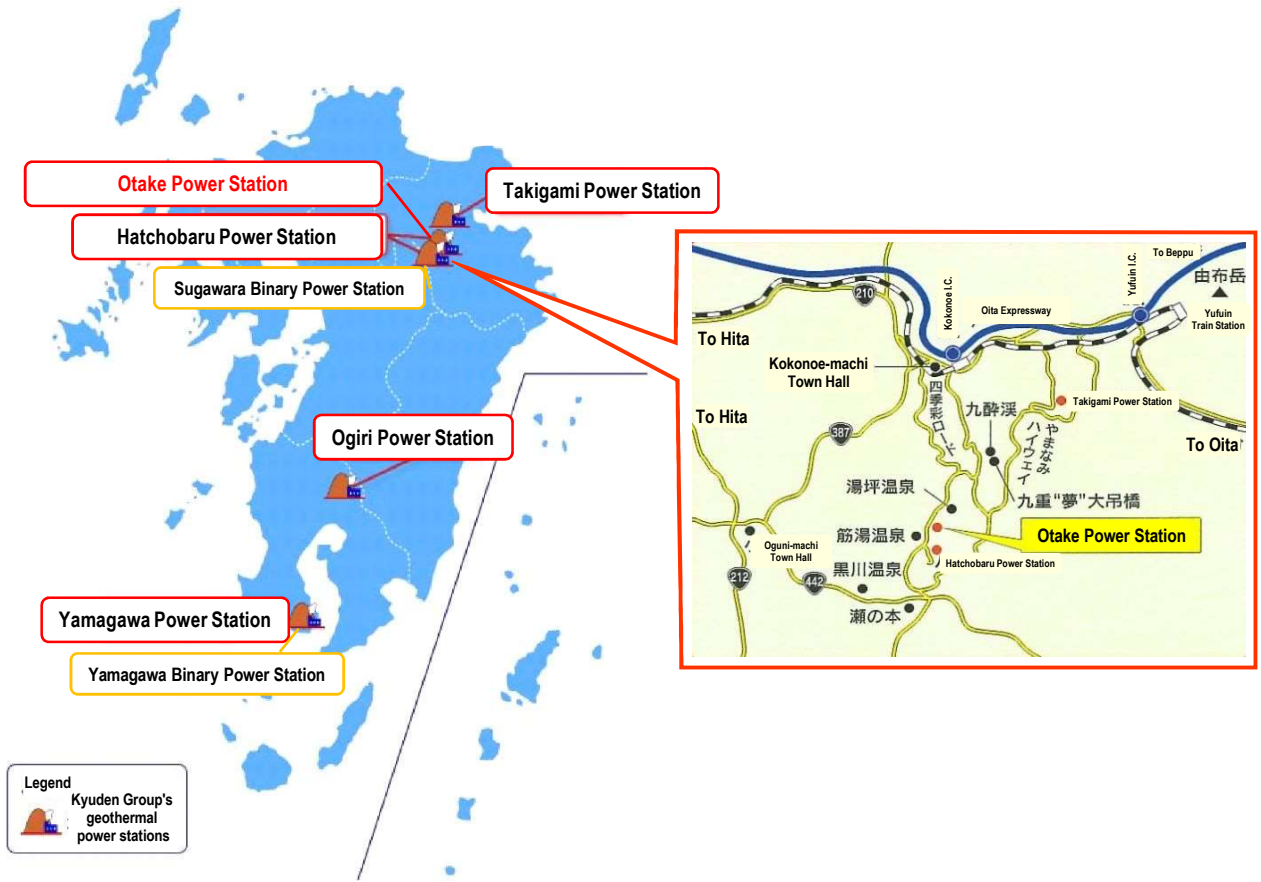 Otake Power Station
Takigami Power Station
Hatchobaru Power Station
Sugawara Binary Power Station
Ogiri Power Station
Yamagawa Power Station
Yamagawa Binary Power Station
Legend
Kyuden Group's
geothermal
power stations
To Beppu
Yufuin I.C.
由布岳
Kokonoe I.C.
210
Oita Expressway
Yufuin
Train Station
To Hita
Kokonoe-machi
Town Hall
四季彩ロード
九酔渓
やまなみ
ハイウェイ
Takigami Power Station
To Hita
387
To Oita
湯坪温泉
九重“夢”大吊橋
筋湯温泉
Otake Power Station
Oguni-machi
Town Hall
Hatchobaru Power Station
黒川温泉
212
442
瀬の本